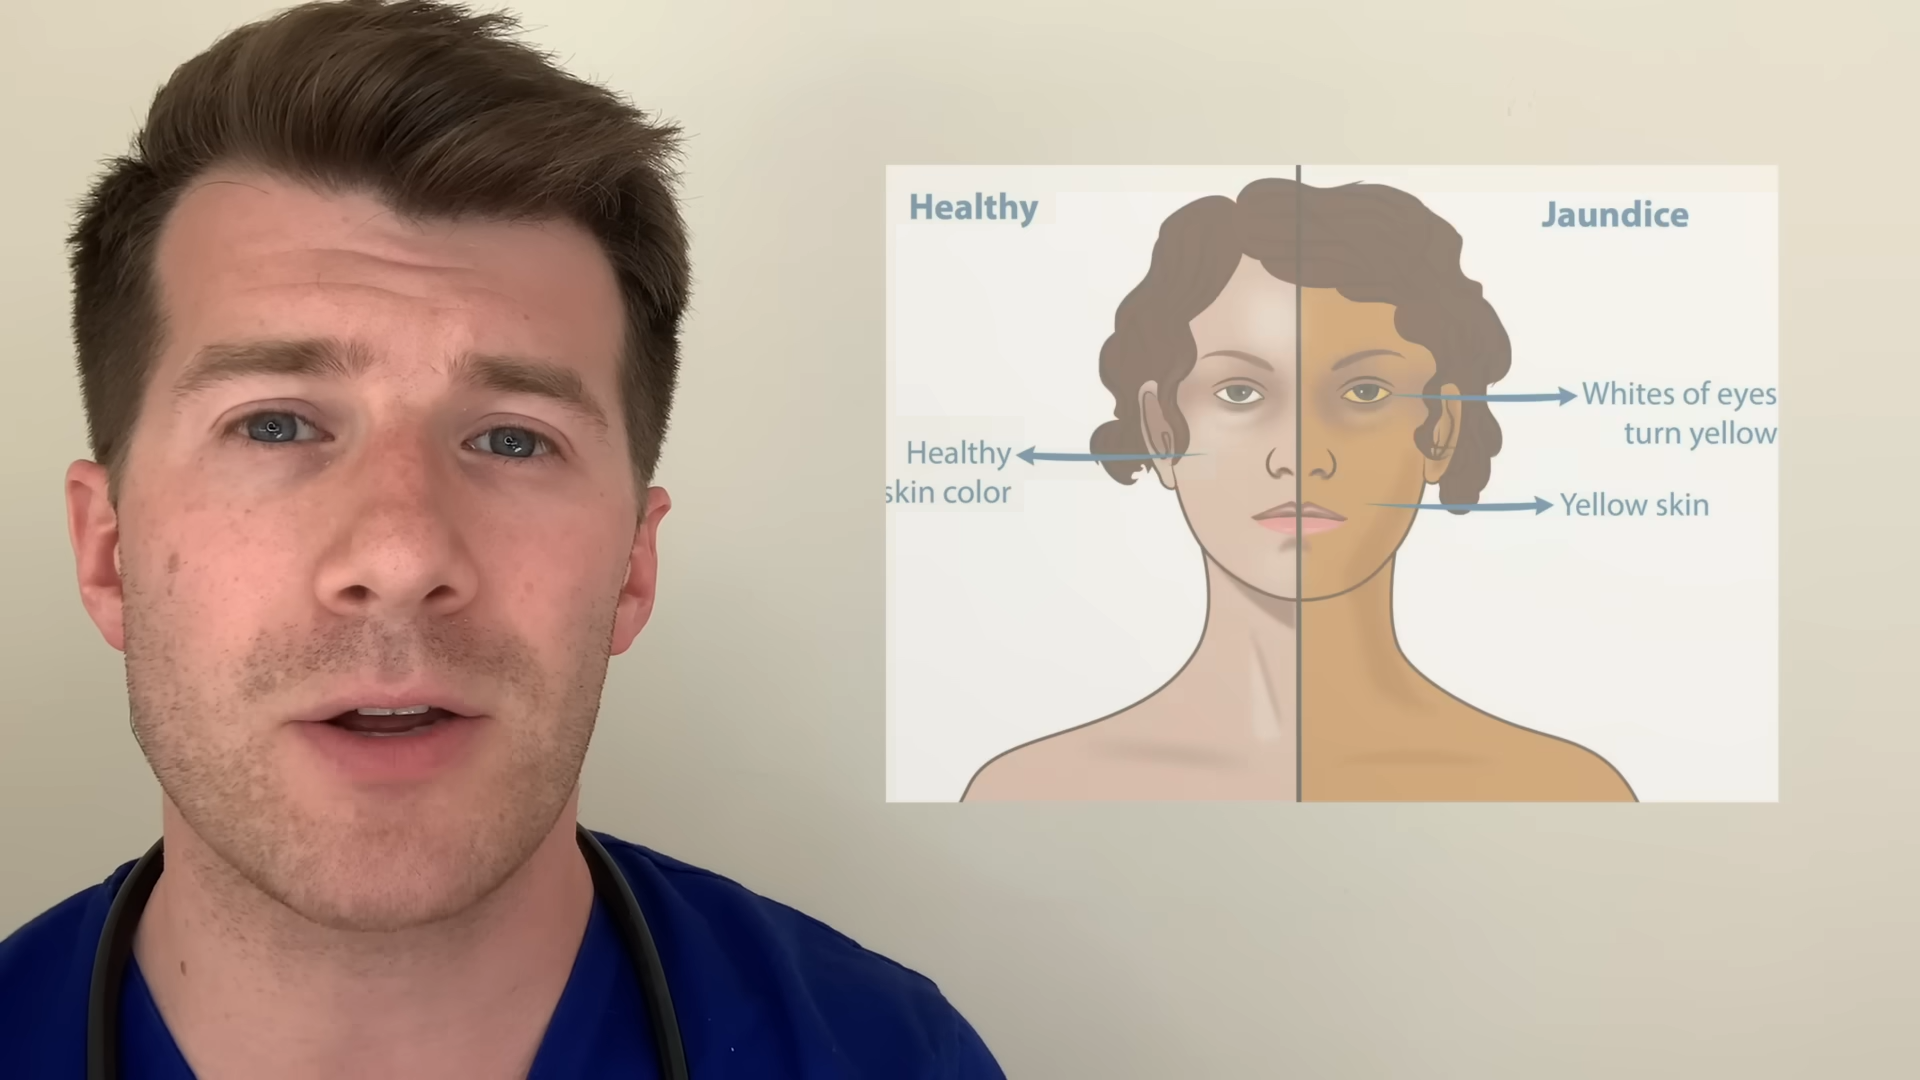 Healthy
Jaundice
Whites of eyes
turn yellow
Healthy
skin color
Yellow skin